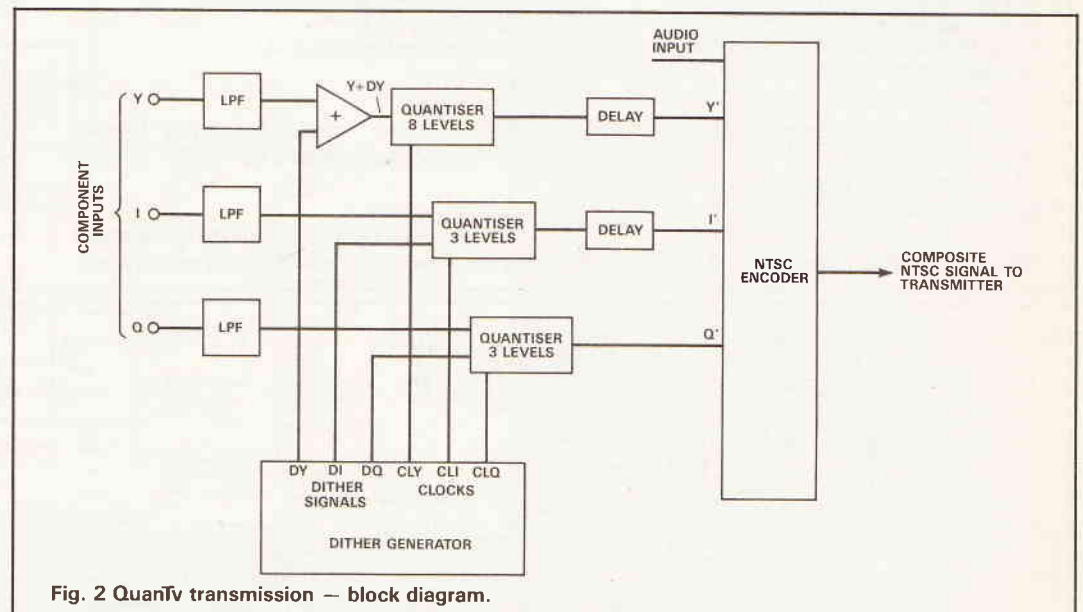 AUDIO
INPUT
COMPONENT
INPUTS
Y
LPF
+
Y+DY
QUANTISER
8 LEVELS
DELAY
Y'
I
LPF
QUANTISER
3 LEVELS
DELAY
I'
NTSC
ENCODER
COMPOSITE
NTSC SIGNAL TO
TRANSMITTER
Q
LPF
QUANTISER
3 LEVELS
Q'
DY DI DQ CLY CLI CLQ
DITHER
SIGNALS
CLOCKS
DITHER GENERATOR
Fig. 2 QuanTv transmission — block diagram.